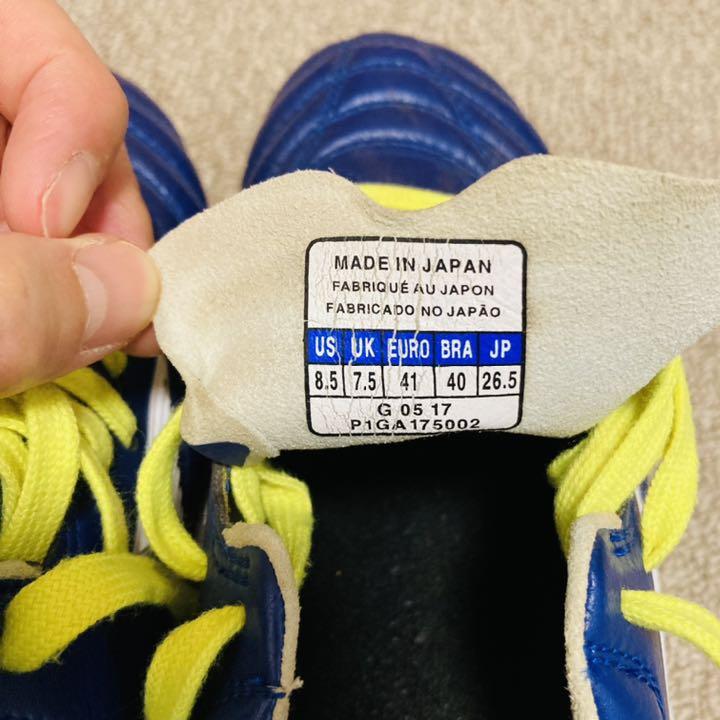 MADE IN JAPAN
FABRIQUÉ AU JAPON
FABRICADO NO JAPÃO
US UK EURO BRA JP
8.5 7.5 41 40 26.5
G 05 17
P1GA175002